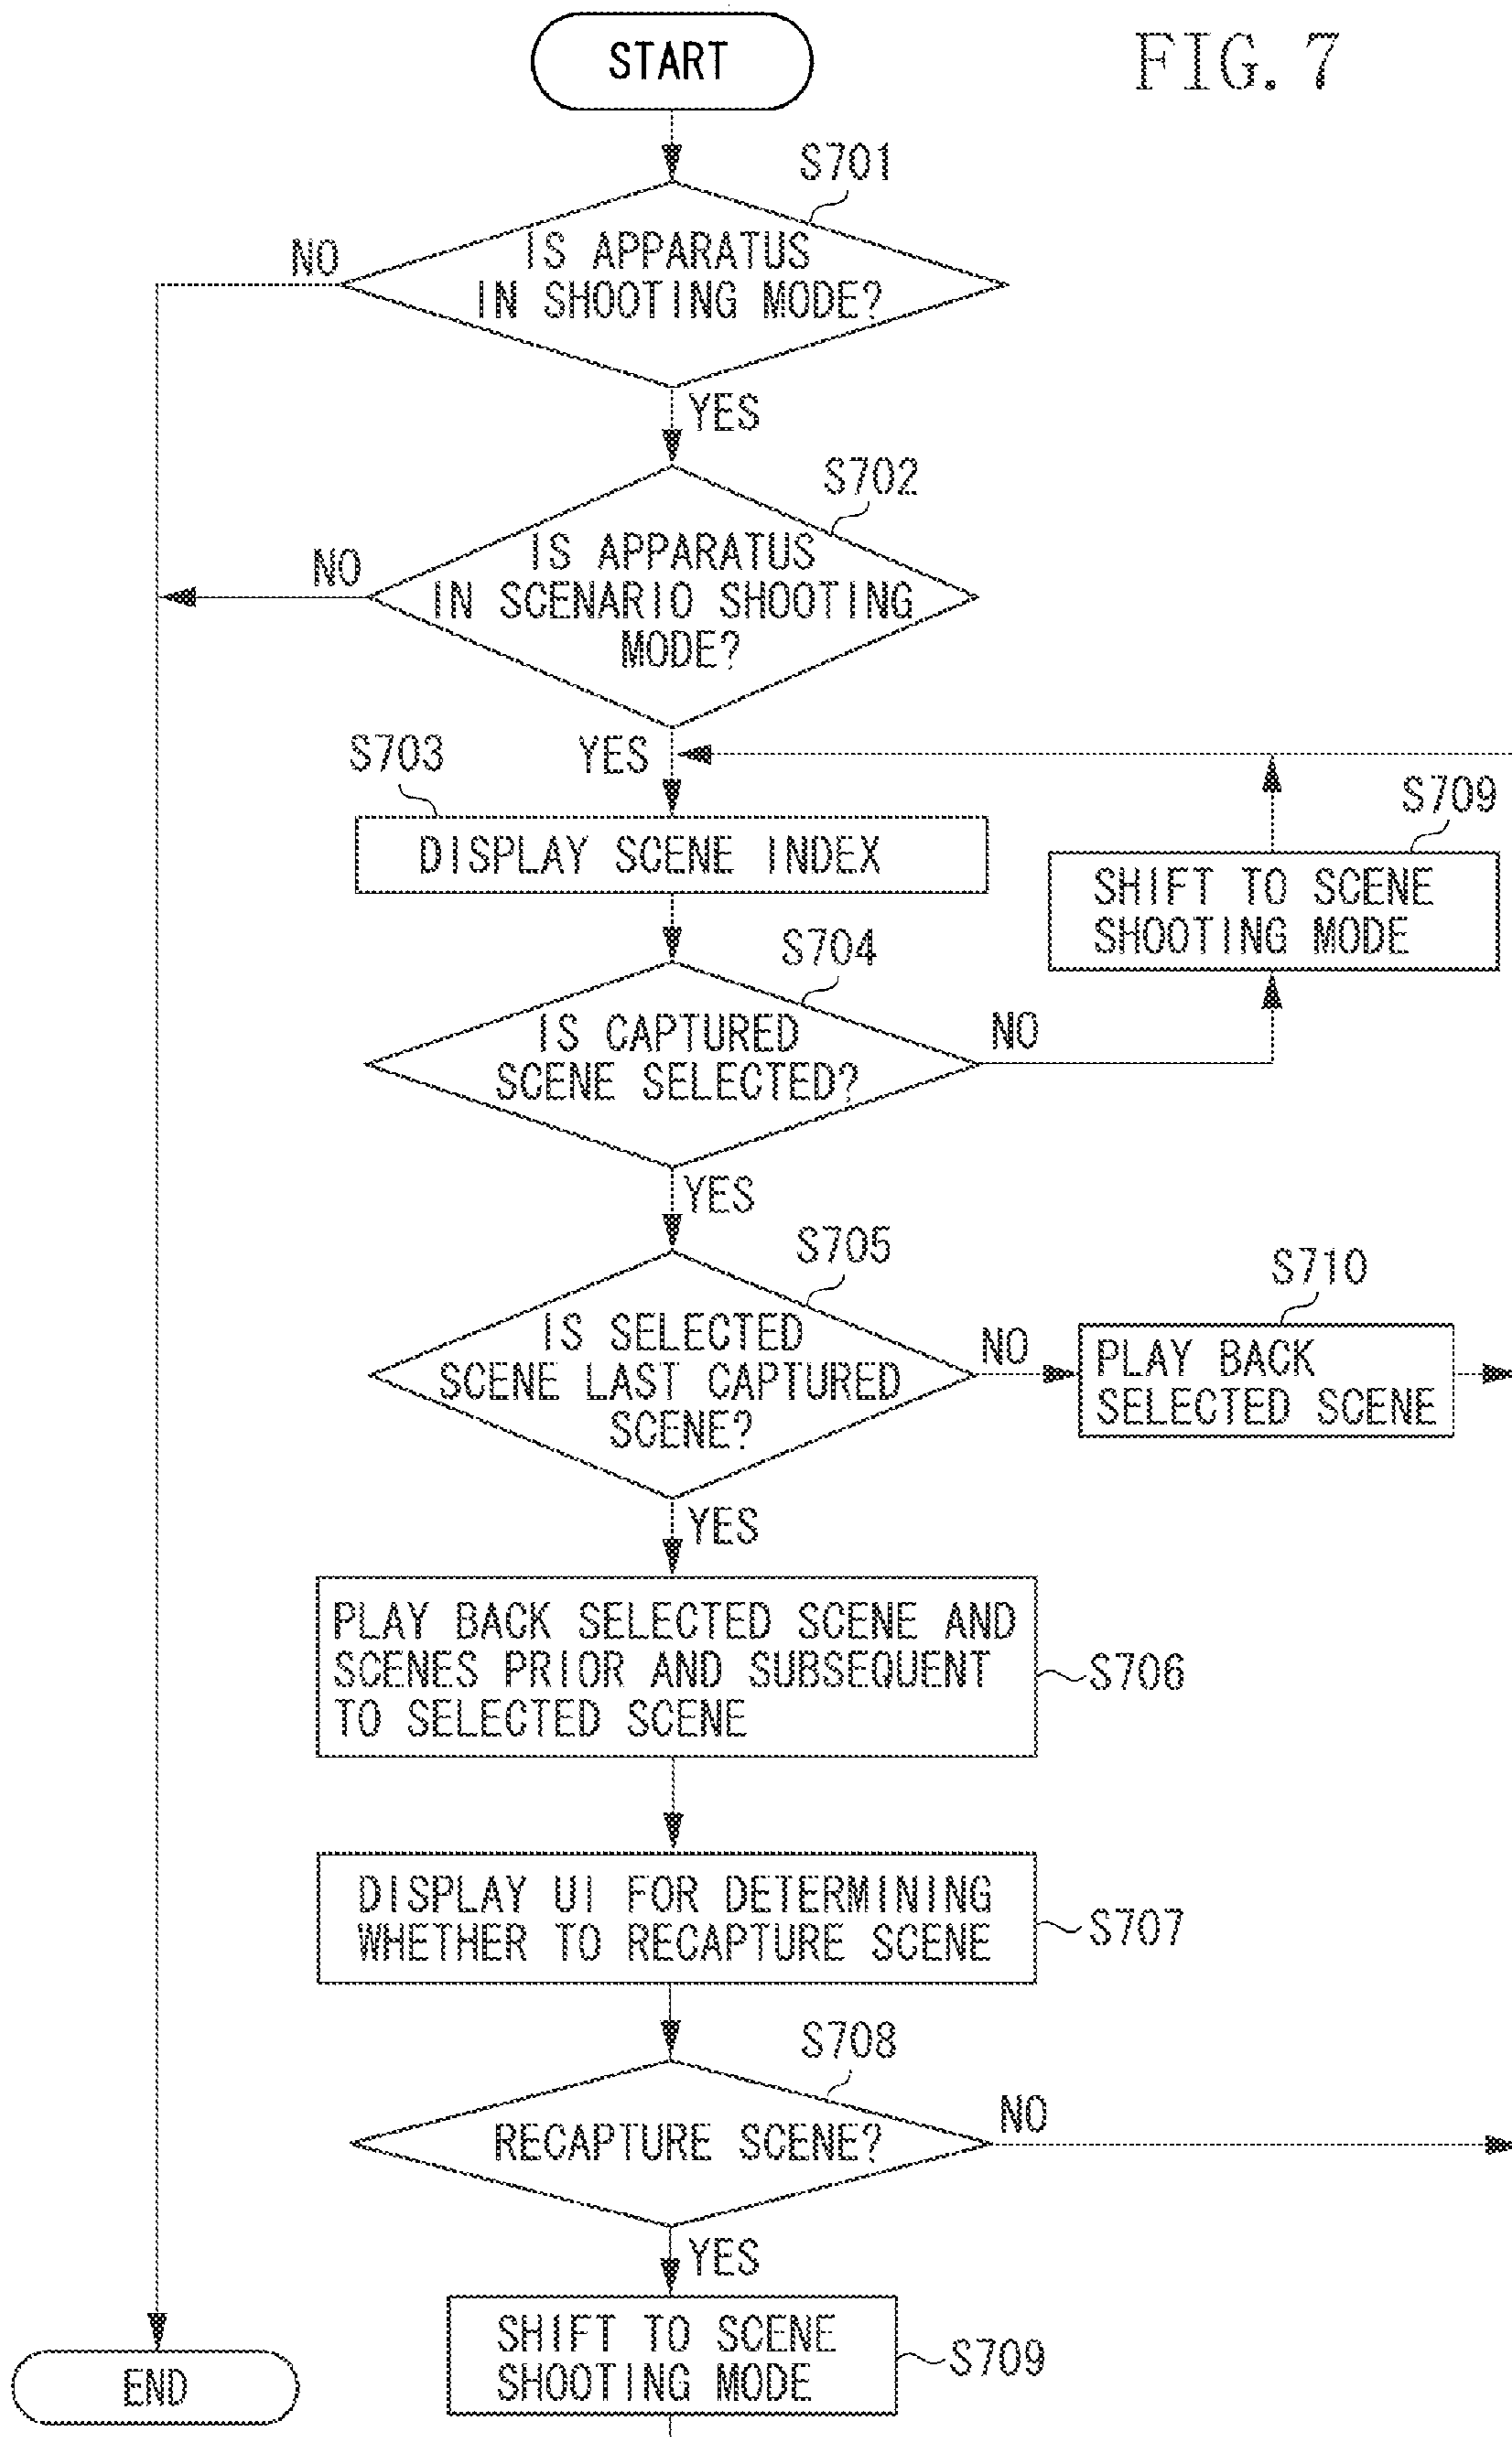 FIG. 7
START
S701
IS APPARATUS
IN SHOOTING MODE?
NO
YES
S702
IS APPARATUS
IN SCENARIO SHOOTING
MODE?
NO
YES
S703
DISPLAY SCENE INDEX
S709
SHIFT TO SCENE
SHOOTING MODE
S704
IS CAPTURED
SCENE SELECTED?
NO
YES
S705
IS SELECTED
SCENE LAST CAPTURED
SCENE?
NO
S710
PLAY BACK
SELECTED SCENE
YES
PLAY BACK SELECTED SCENE AND
SCENES PRIOR AND SUBSEQUENT
TO SELECTED SCENE
S706
DISPLAY UI FOR DETERMINING
WHETHER TO RECAPTURE SCENE
S707
S708
RECAPTURE SCENE?
NO
YES
SHIFT TO SCENE
SHOOTING MODE
S709
END